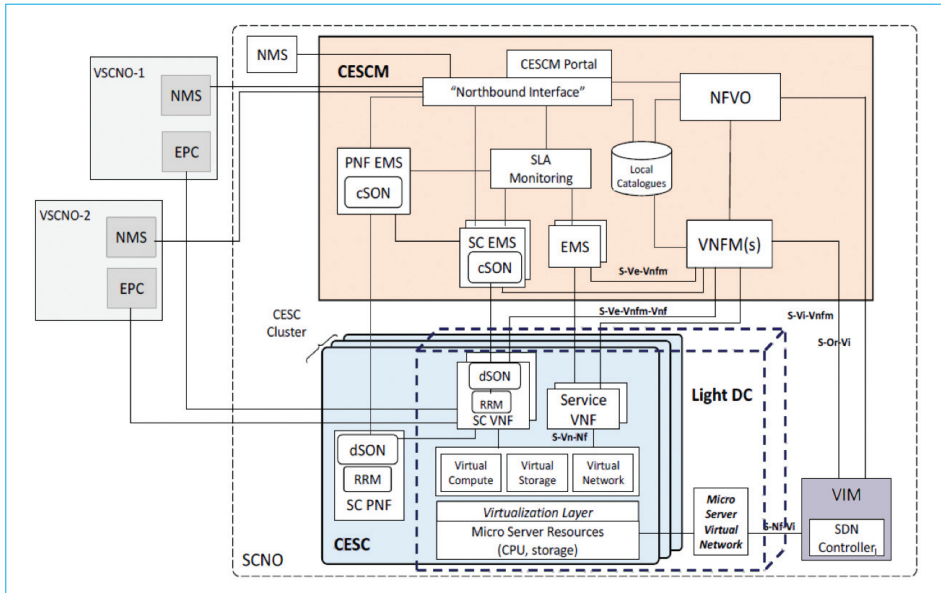 NMS
CESCM
CESCM Portal
"Northbound Interface"
NFVO
VSCNO-1
NMS
EPC
PNF EMS
cSON
SLA
Monitoring
Local
Catalogues
VSCNO-2
NMS
EPC
SC EMS
cSON
EMS
VNFM(s)
S-Ve-Vnfm
CESC
Cluster
S-Ve-Vnfm-Vnf
S-Vi-Vnfm
S-Or-Vi
dSON
RRM
SC VNF
Service
VNF
Light DC
S-Vn-Nf
dSON
RRM
SC PNF
Virtual
Compute
Virtual
Storage
Virtual
Network
Virtualization Layer
Micro Server Resources
(CPU, storage)
Micro
Server
Virtual
Network
S-Nf-Vi
VIM
SDN
Controller
CESC
SCNO